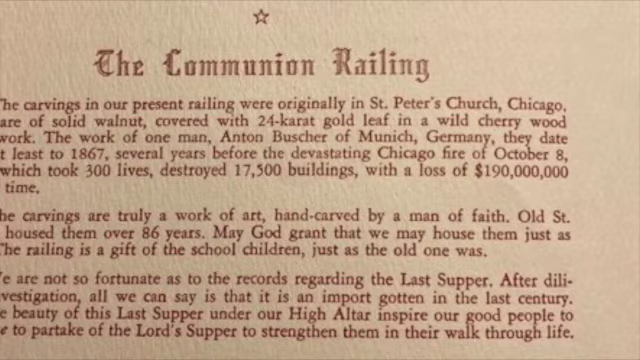 The Communion Railing
The carvings in our present railing were originally in St. Peter's Church, Chicago,
are of solid walnut, covered with 24-karat gold leaf in a wild cherry wood
work. The work of one man, Anton Buscher of Munich, Germany, they date
t least to 1867, several years before the devastating Chicago fire of October 8,
which took 300 lives, destroyed 17,500 buildings, with a loss of $190,000,000
time.
he carvings are truly a work of art, hand-carved by a man of faith. Old St.
housed them over 86 years. May God grant that we may house them just as
The railing is a gift of the school children, just as the old one was.
e are not so fortunate as to the records regarding the Last Supper. After dili-
vestigation, all we can say is that it is an import gotten in the last century.
e beauty of this Last Supper under our High Altar inspire our good people to
e to partake of the Lord's Supper to strengthen them in their walk through life.